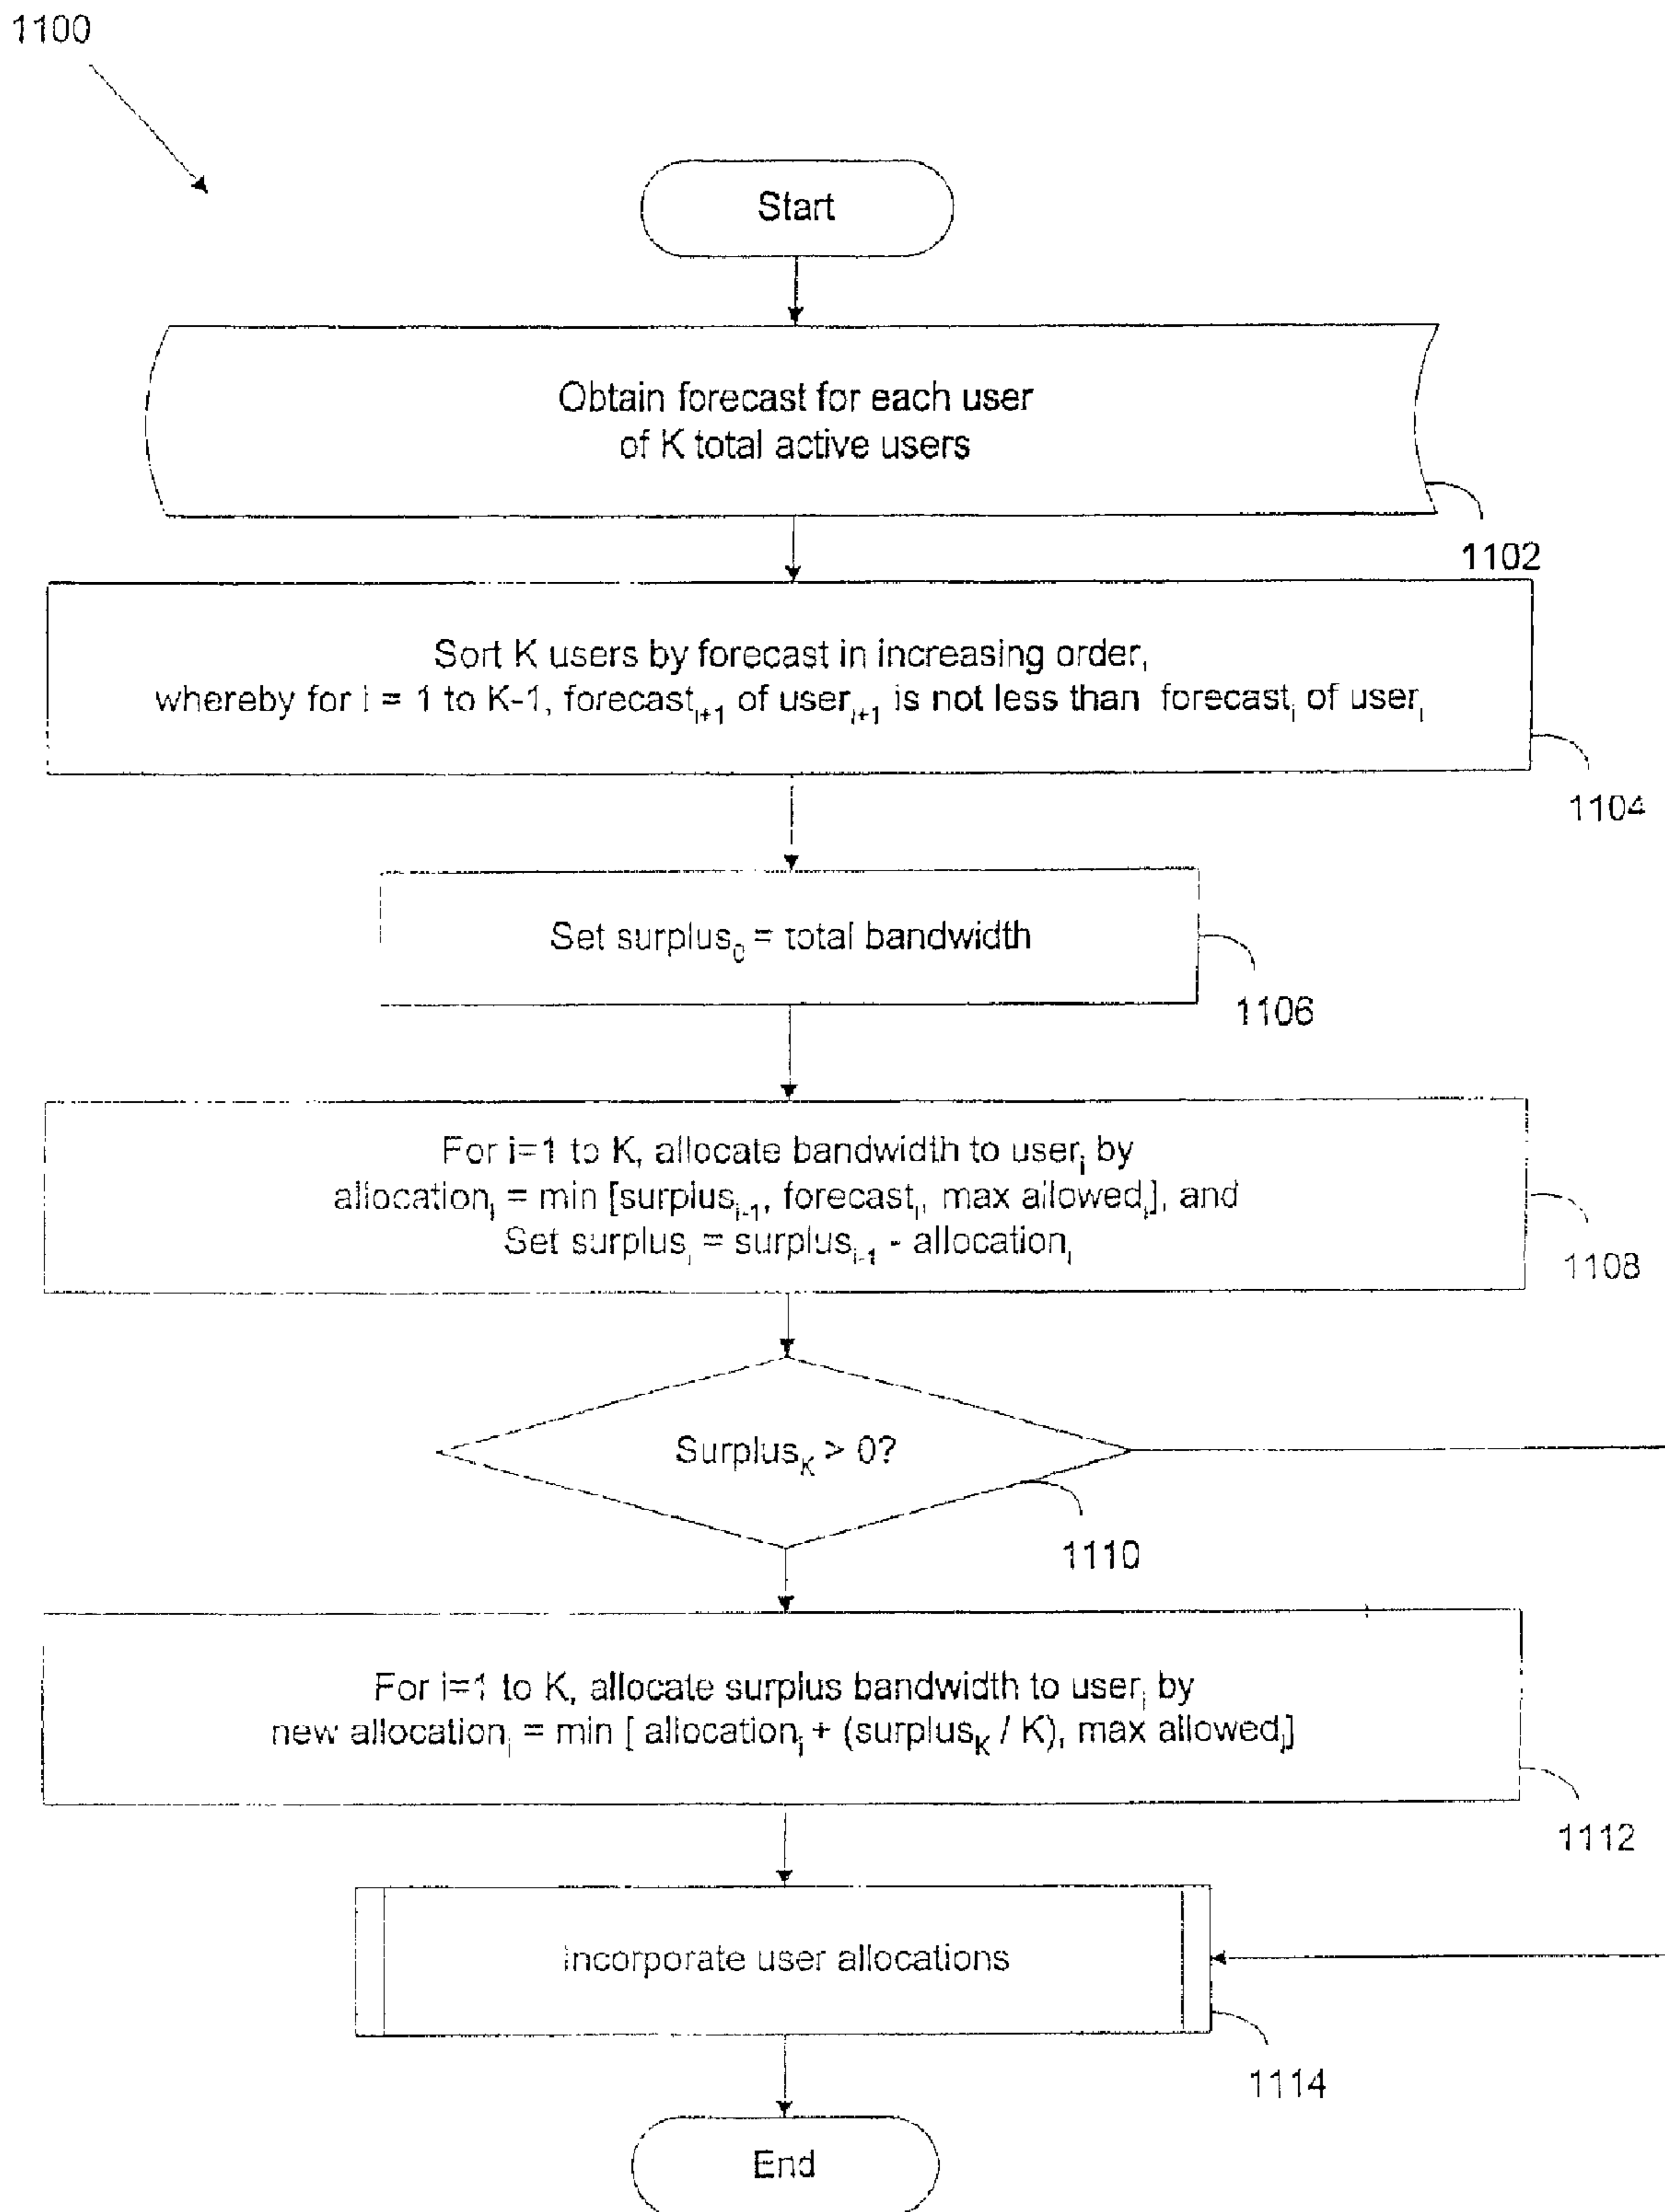 1100
Start
Obtain forecast for each user
of K total active users
1102
Sort K users by forecast in increasing order,
whereby for i = 1 to K-1, forecastᵢ₊₁ of userᵢ₊₁ is not less than forecastᵢ of userᵢ
1104
Set surplus₀ = total bandwidth
1106
For i=1 to K, allocate bandwidth to userᵢ by
allocationᵢ = min [surplusᵢ₋₁, forecastᵢ, max allowedᵢ], and
Set surplusᵢ = surplusᵢ₋₁ - allocationᵢ
1108
Surplus_K > 0?
1110
For i=1 to K, allocate surplus bandwidth to userᵢ by
new allocationᵢ = min [ allocationᵢ + (surplus_K / K), max allowedᵢ]
1112
Incorporate user allocations
1114
End